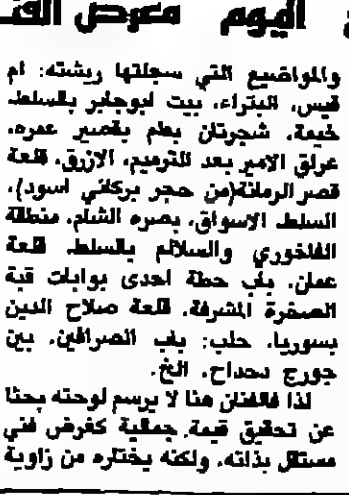 اليوم معرض الفنـ
والمواضيع التي سجلتها ريشته: ام
قيس، البتراء، بيت ابوجابر بالسلط،
خيمة، شجرتان بطم بقصير عمره،
عراق الامير بعد الترميم، الازرق، قلعة
قصر الرمانة(من حجر بركاني اسود)،
السلط الاسواق، بصره الشام، منطقة
الفاخوري والسلالم بالسلط، قلعة
عمان، باب حطة احدى بوابات قبة
الصخرة المشرفة، قلعة صلاح الدين
بسوريا، حلب: باب الصرافين، بين
جورج دحداح، الخ.
لذا فالفنان هنا لا يرسم لوحته بحثا
عن تحقيق قيمة جمالية كغرض فني
مستقل بذاته، ولكنه يختاره من زاوية